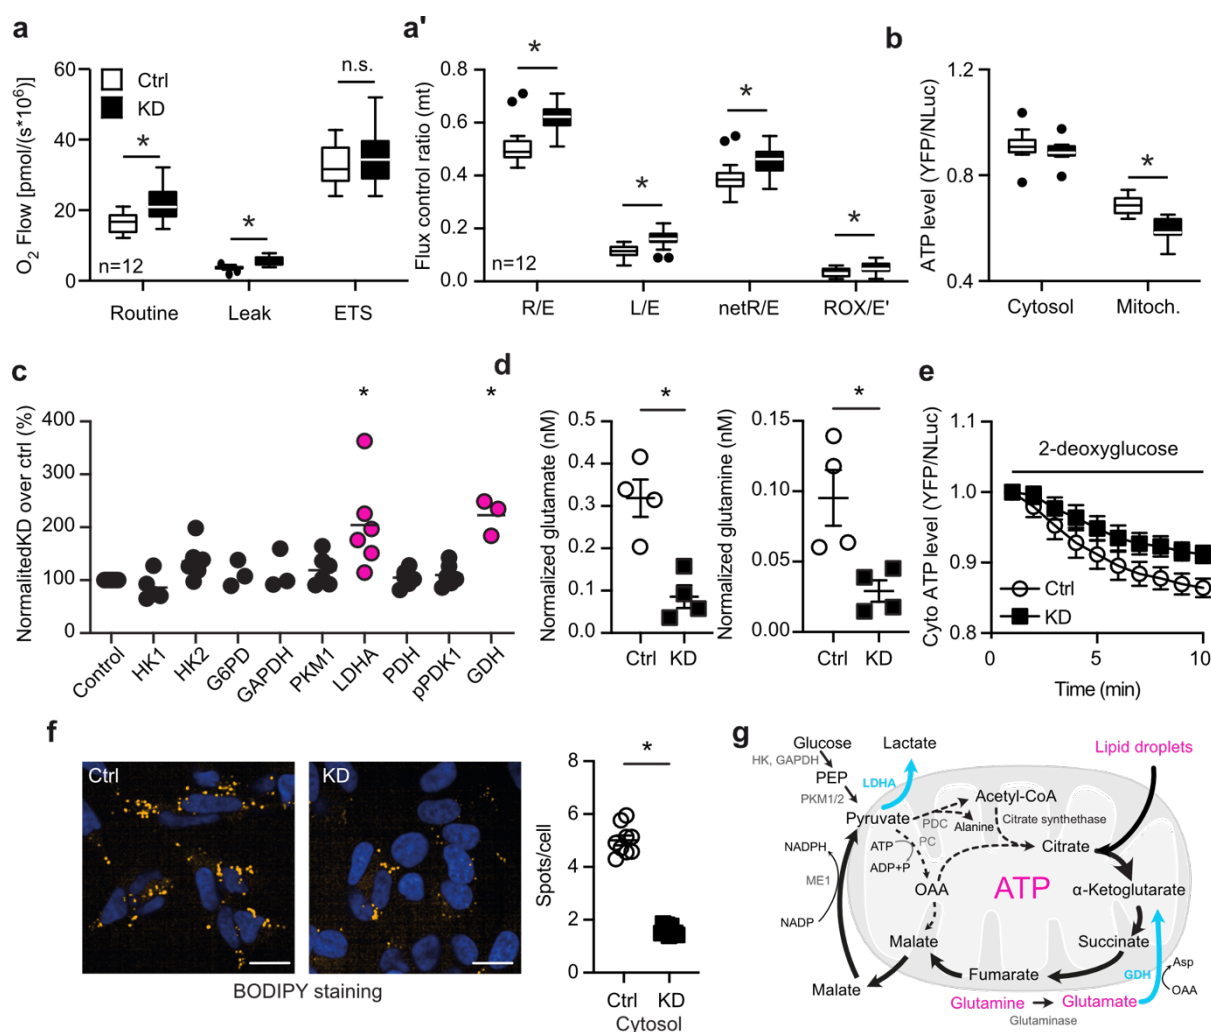 a
O2 Flow [pmol/(s*10⁶)]
60
40
20
0
Ctrl
KD
*
*
n.s.
n=12
Routine
Leak
ETS
a'
Flux control ratio (mt)
0.8
0.6
0.4
0.2
0.0
*
*
*
*
n=12
R/E
L/E
netR/E
ROX/E'
b
ATP level (YFP/NLuc)
1.2
0.8
0.4
*
Cytosol
Mitoch.
c
NormalitedKD over ctrl (%)
400
300
200
100
0
*
*
Control
HK1
HK2
G6PD
GAPDH
PKM1
LDHA
PDH
pPDK1
GDH
d
Normalized glutamate (nM)
0.5
0.4
0.3
0.2
0.1
0.0
*
Ctrl
KD
Normalized glutamine (nM)
0.15
0.10
0.05
0.00
*
Ctrl
KD
e
Cyto ATP level (YFP/NLuc)
1.1
1.0
0.9
0.8
2-deoxyglucose
Ctrl
KD
0
5
10
Time (min)
f
Ctrl
KD
BODIPY staining
Spots/cell
8
6
4
2
0
*
Ctrl
KD
Cytosol
g
Glucose
Lactate
Lipid droplets
HK, GAPDH
PEP
LDHA
PKM1/2
Acetyl-CoA
Pyruvate
PDC
Alanine
Citrate synthethase
PC
NADPH
ATP
ADP+P
Citrate
ME1
OAA
ATP
α-Ketoglutarate
NADP
Malate
Succinate
Malate
Fumarate
GDH
Asp
OAA
Glutamine
Glutamate
Glutaminase